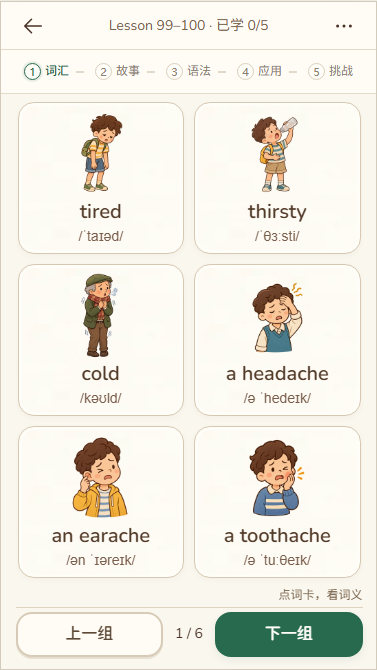 Lesson 99–100 · 已学 0/5
1 词汇 – 2 故事 – 3 语法 – 4 应用 – 5 挑战
tired
/ˈtaɪəd/
thirsty
/ˈθɜːsti/
cold
/kəʊld/
a headache
/ə ˈhedeɪk/
an earache
/ən ˈɪəreɪk/
a toothache
/ə ˈtuːθeɪk/
点词卡，看词义
上一组
1 / 6
下一组